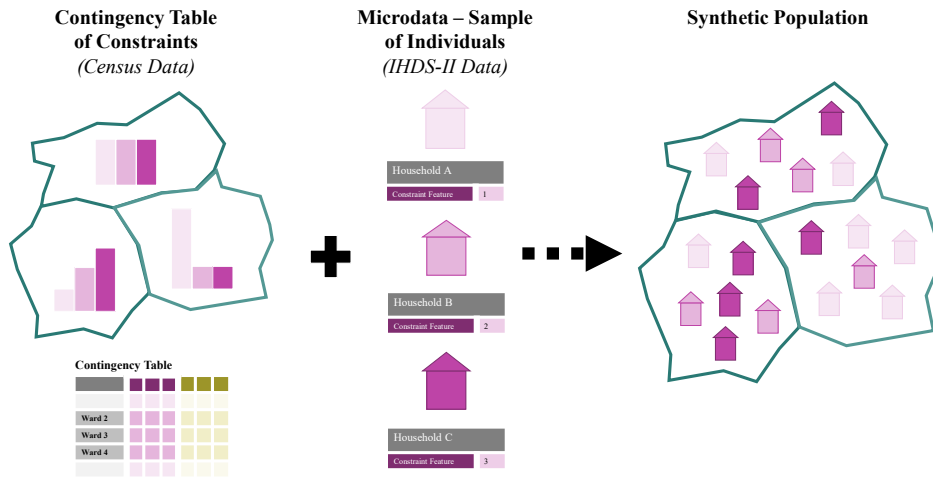 Contingency Table
of Constraints
(Census Data)
Microdata – Sample
of Individuals
(IHDS-II Data)
Synthetic Population
Household A
Constraint Feature
1
Household B
Constraint Feature
2
Household C
Constraint Feature
3
Contingency Table
Ward 2
Ward 3
Ward 4